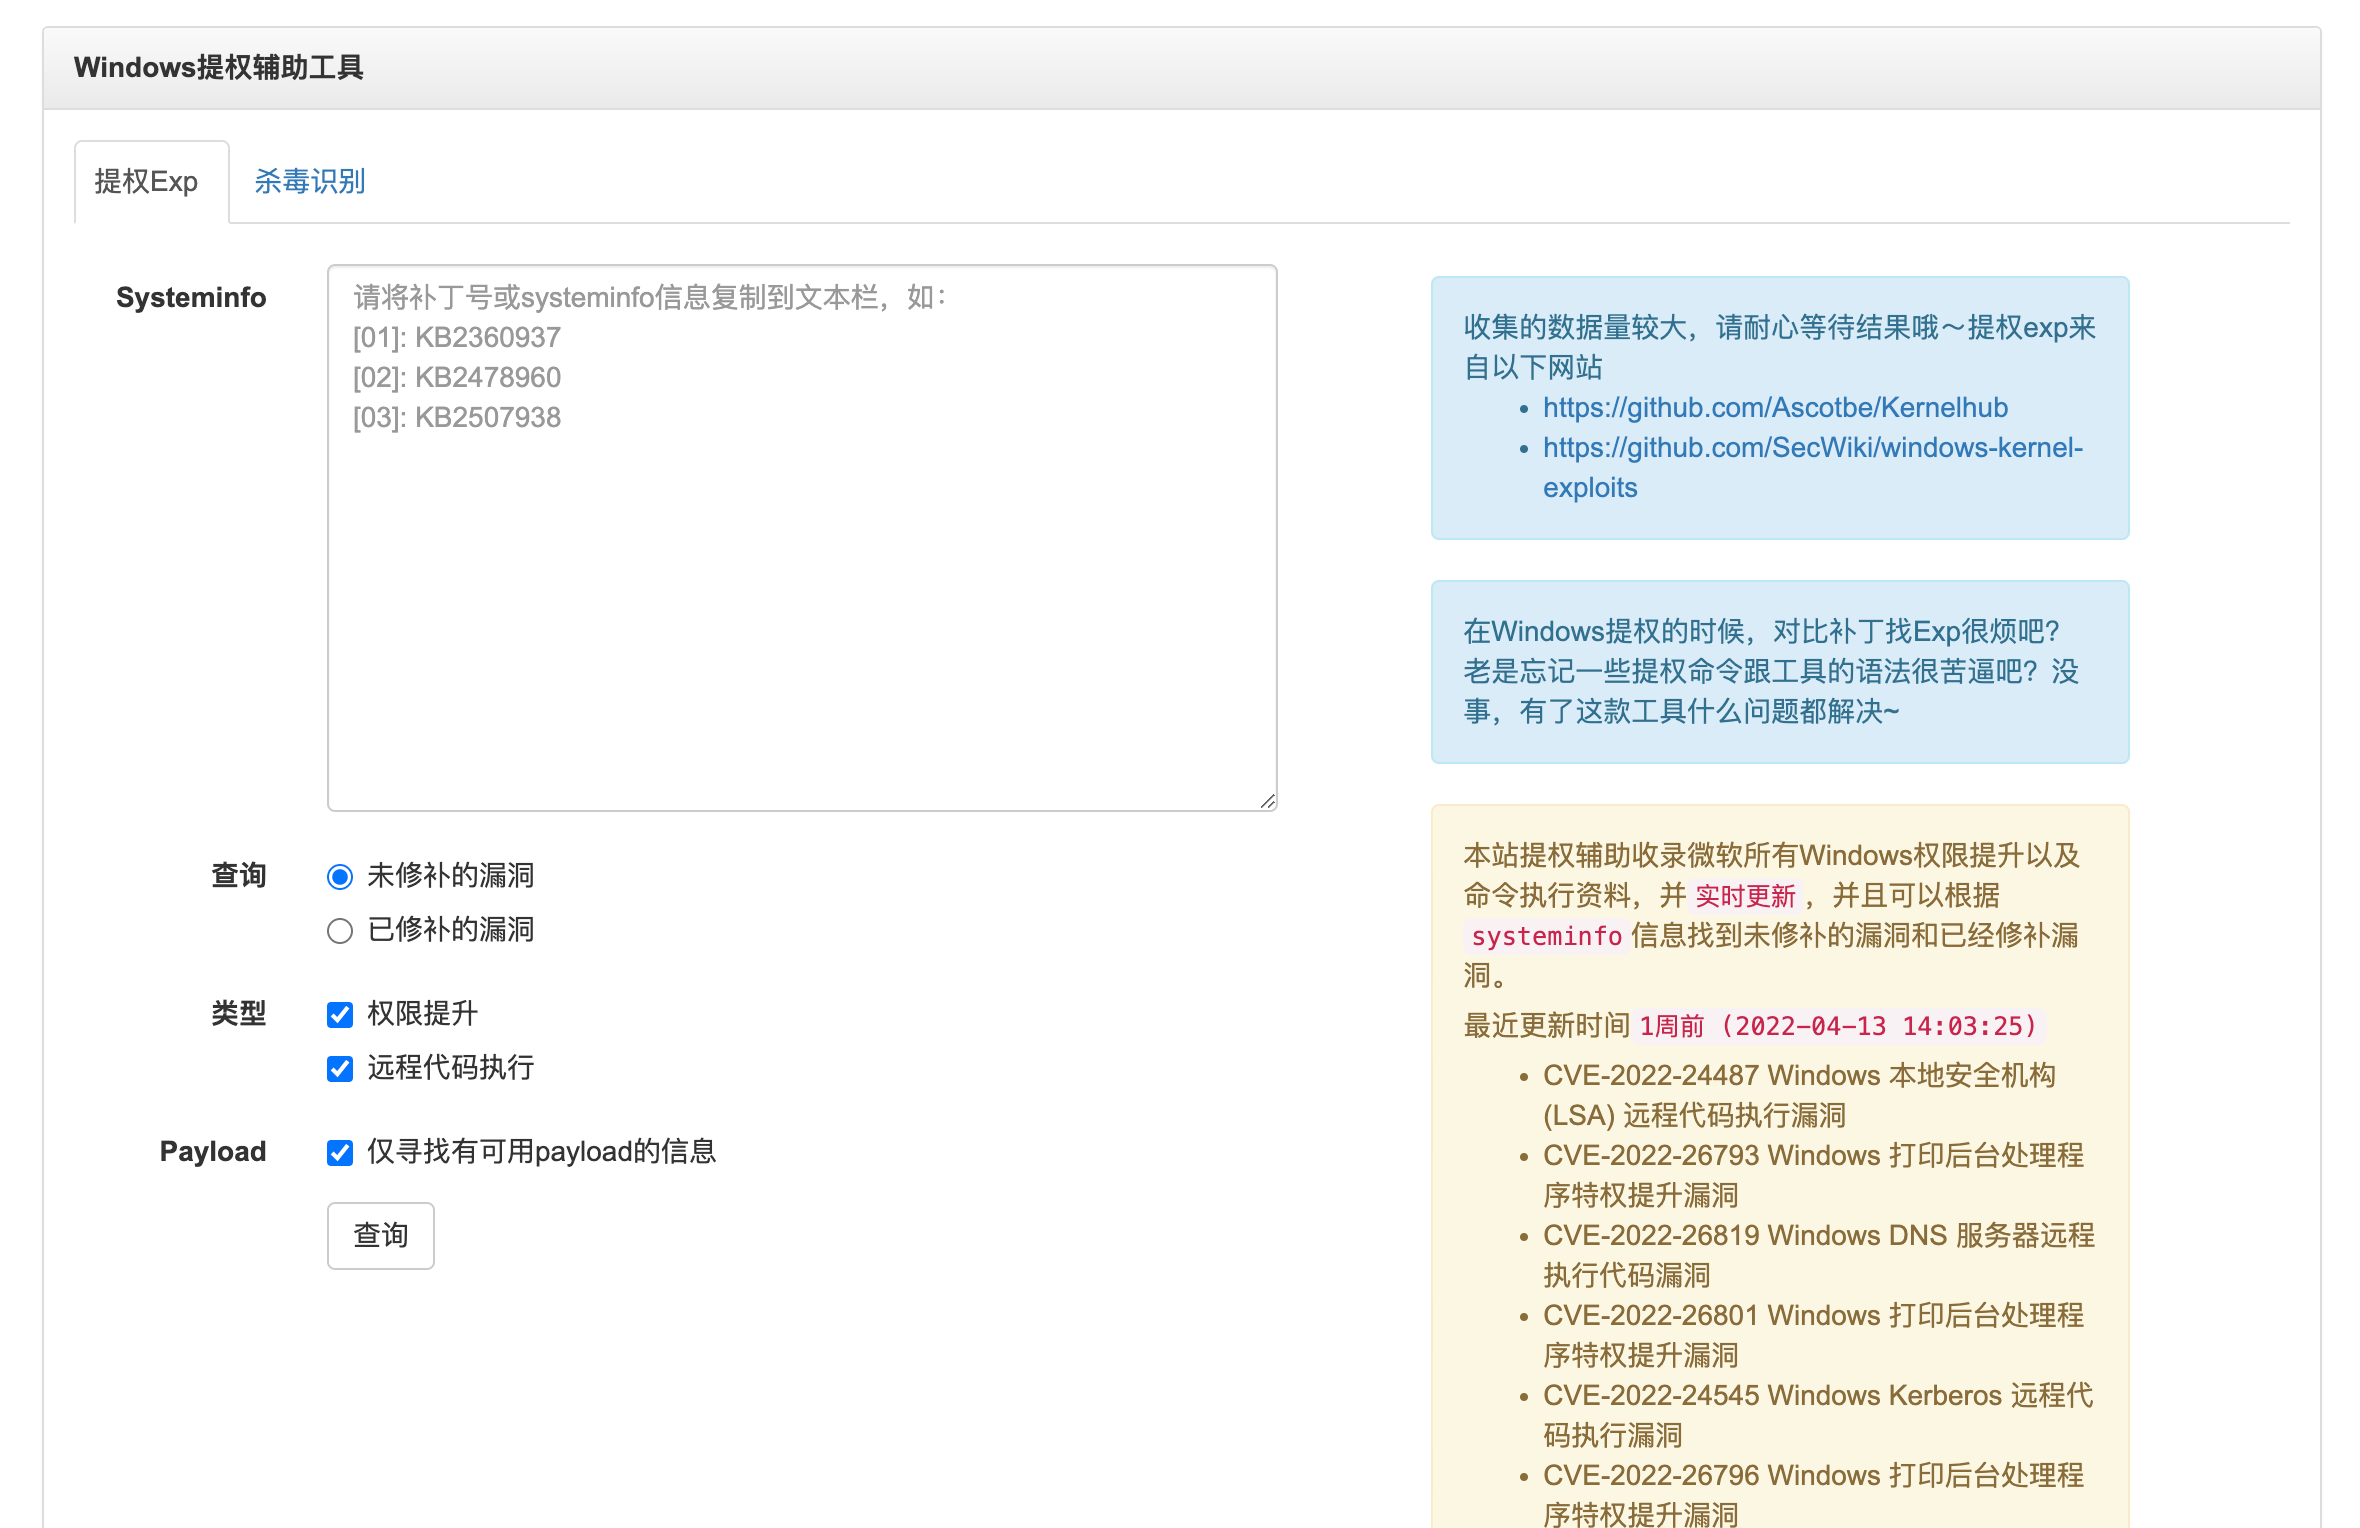 Windows提权辅助工具
提权Exp
杀毒识别
Systeminfo
请将补丁号或systeminfo信息复制到文本栏，如：
[01]: KB2360937
[02]: KB2478960
[03]: KB2507938
查询
未修补的漏洞
已修补的漏洞
类型
权限提升
远程代码执行
Payload
仅寻找有可用payload的信息
查询
收集的数据量较大，请耐心等待结果哦～提权exp来
自以下网站
https://github.com/Ascotbe/Kernelhub
https://github.com/SecWiki/windows-kernel-
exploits
在Windows提权的时候，对比补丁找Exp很烦吧？
老是忘记一些提权命令跟工具的语法很苦逼吧？没
事，有了这款工具什么问题都解决~
本站提权辅助收录微软所有Windows权限提升以及
命令执行资料，并 实时更新 ，并且可以根据
systeminfo 信息找到未修补的漏洞和已经修补漏
洞。
最近更新时间 1周前 (2022-04-13 14:03:25)
CVE-2022-24487 Windows 本地安全机构
(LSA) 远程代码执行漏洞
CVE-2022-26793 Windows 打印后台处理程
序特权提升漏洞
CVE-2022-26819 Windows DNS 服务器远程
执行代码漏洞
CVE-2022-26801 Windows 打印后台处理程
序特权提升漏洞
CVE-2022-24545 Windows Kerberos 远程代
码执行漏洞
CVE-2022-26796 Windows 打印后台处理程
序特权提升漏洞